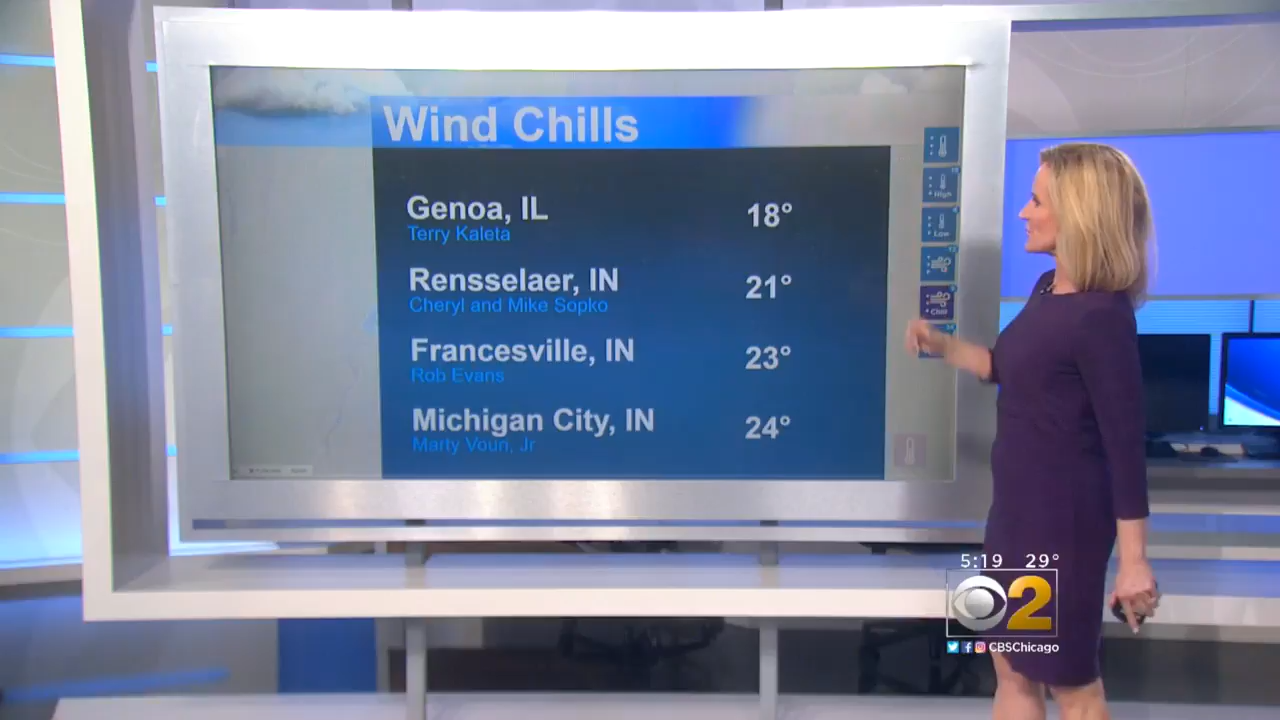 Wind Chills
Genoa, IL 18°
Terry Kaleta
Rensselaer, IN 21°
Cheryl and Mike Sopko
Francesville, IN 23°
Rob Evans
Michigan City, IN 24°
Marty Vouri, Jr
High
Low
Chill
5:19 29°
2
CBSChicago